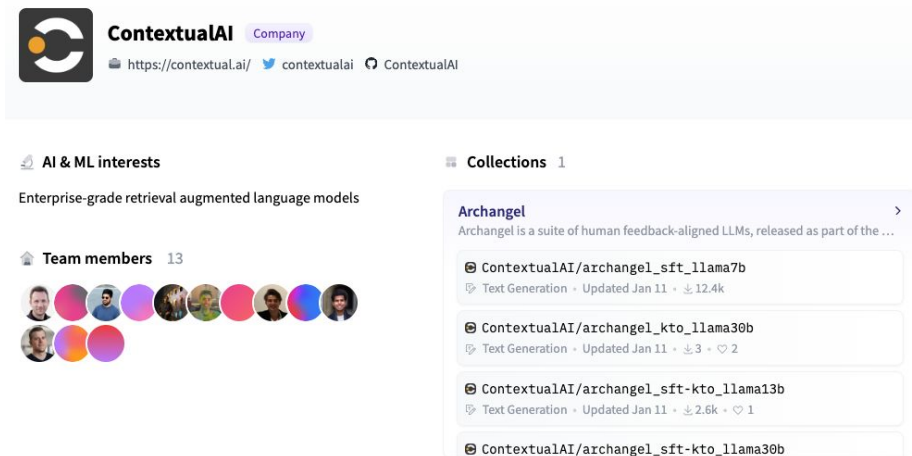 ContextualAI Company
https://contextual.ai/ contextualai ContextualAI
AI & ML interests
Enterprise-grade retrieval augmented language models
Team members 13
Collections 1
Archangel
Archangel is a suite of human feedback-aligned LLMs, released as part of the …
ContextualAI/archangel_sft_llama7b
Text Generation • Updated Jan 11 • 12.4k
ContextualAI/archangel_kto_llama30b
Text Generation • Updated Jan 11 • 3 • 2
ContextualAI/archangel_sft-kto_llama13b
Text Generation • Updated Jan 11 • 2.6k • 1
ContextualAI/archangel_sft-kto_llama30b